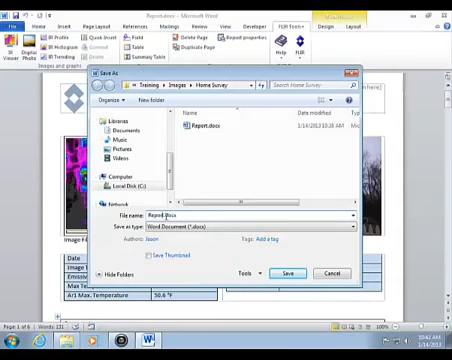 Report.docx - Microsoft Word
File Home Insert Page Layout References Mailings Review View Developer FLIR Tools+ Design Layout
IR Viewer
Digital Photo
IR Profile
IR Histogram
IR Trending
Quick Insert
Connect
Field
Table
Summary Table
Delete Page
Duplicate Page
Report properties
Help
FLIR
Save As
Training Images Home Survey
Search Home Survey
Organize New folder
Libraries
Documents
Music
Pictures
Videos
Computer
Local Disk (C:)
Network
Name Date modified
Report.docx 1/14/2013 10:38 AM
File name: Report.docx
Save as type: Word Document (*.docx)
Authors: Jason
Tags: Add a tag
Save Thumbnail
Hide Folders
Tools Save Cancel
Date
Max Temp
Ar1 Max. Temperature 50.6 °F
Page: 1 of 6 Words: 131
100%
10:42 AM
1/14/2013